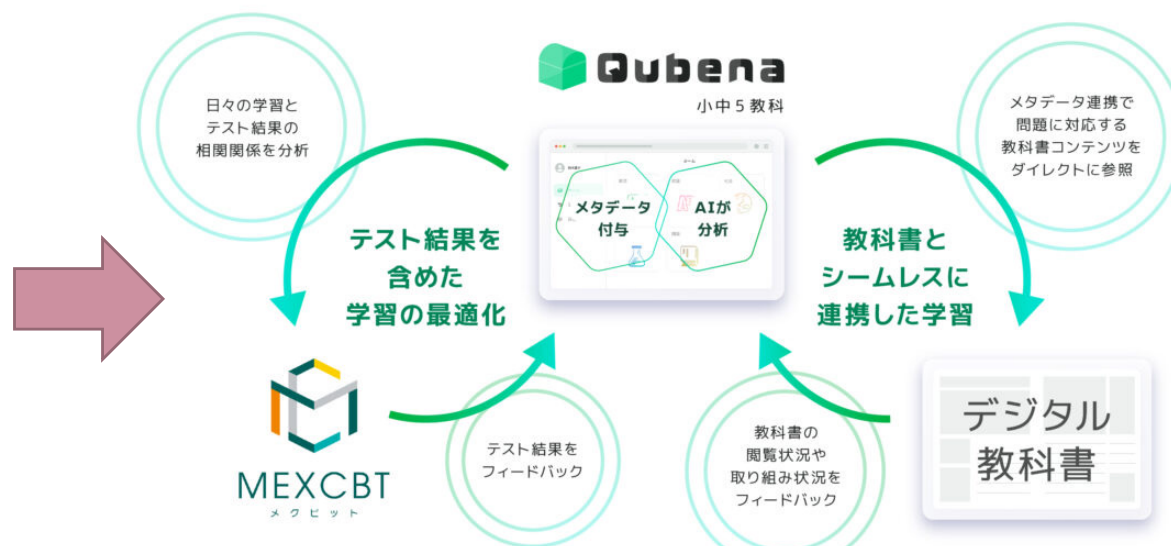 Qubena
小中5教科
日々の学習と
テスト結果の
相関関係を分析
メタデータ連携で
問題に対応する
教科書コンテンツを
ダイレクトに参照
メタデータ
付与
AIが
分析
テスト結果を
含めた
学習の最適化
教科書と
シームレスに
連携した学習
MEXCBT
メクビット
テスト結果を
フィードバック
教科書の
閲覧状況や
取り組み状況を
フィードバック
デジタル
教科書